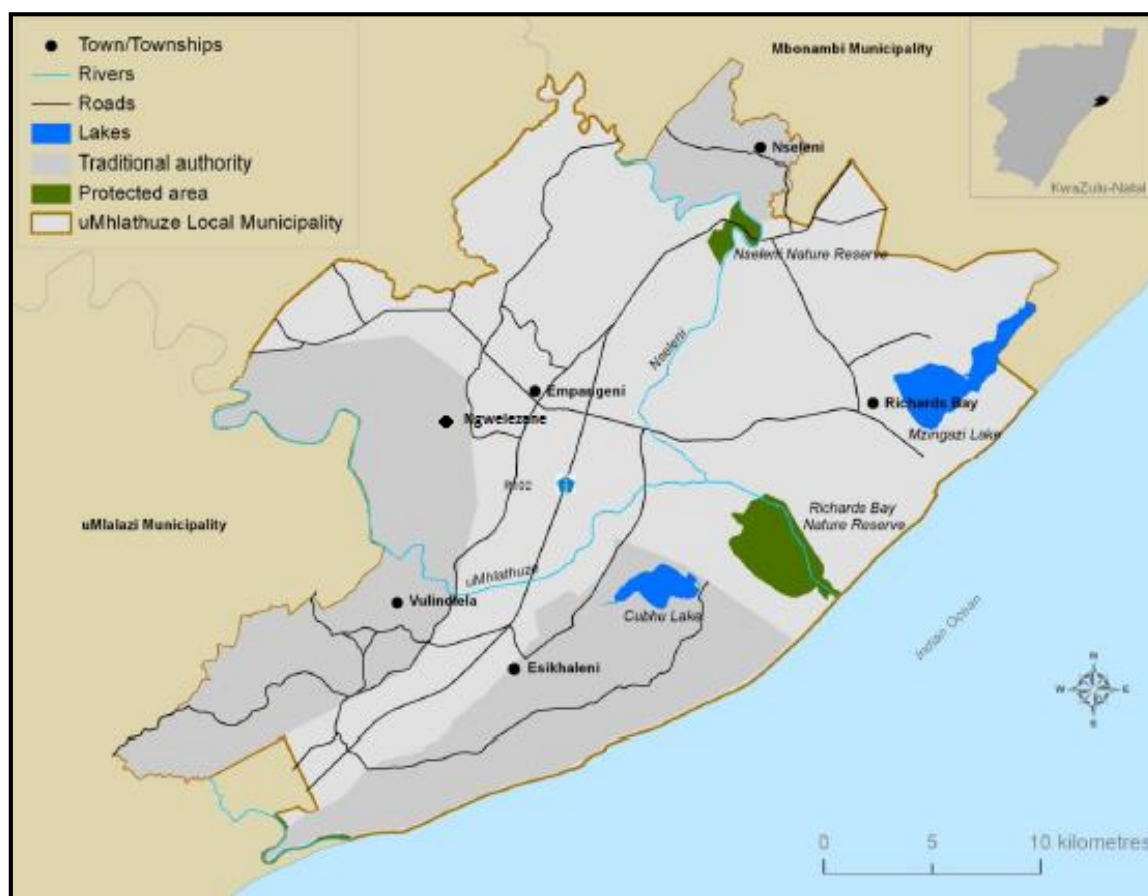 Town/Townships
Rivers
Roads
Lakes
Traditional authority
Protected area
uMhlathuze Local Municipality
Mbonambi Municipality
KwaZulu-Natal
Nseleni
Nseleni Nature Reserve
Nseleni
Empangeni
Ngwelezane
Richards Bay
Mzingazi Lake
R102
Richards Bay
Nature Reserve
uMlalazi Municipality
uMhlathuze
Vulindlela
Cubhu Lake
Esikhaleni
Indian Ocean
N
W
E
S
0 5 10 kilometres